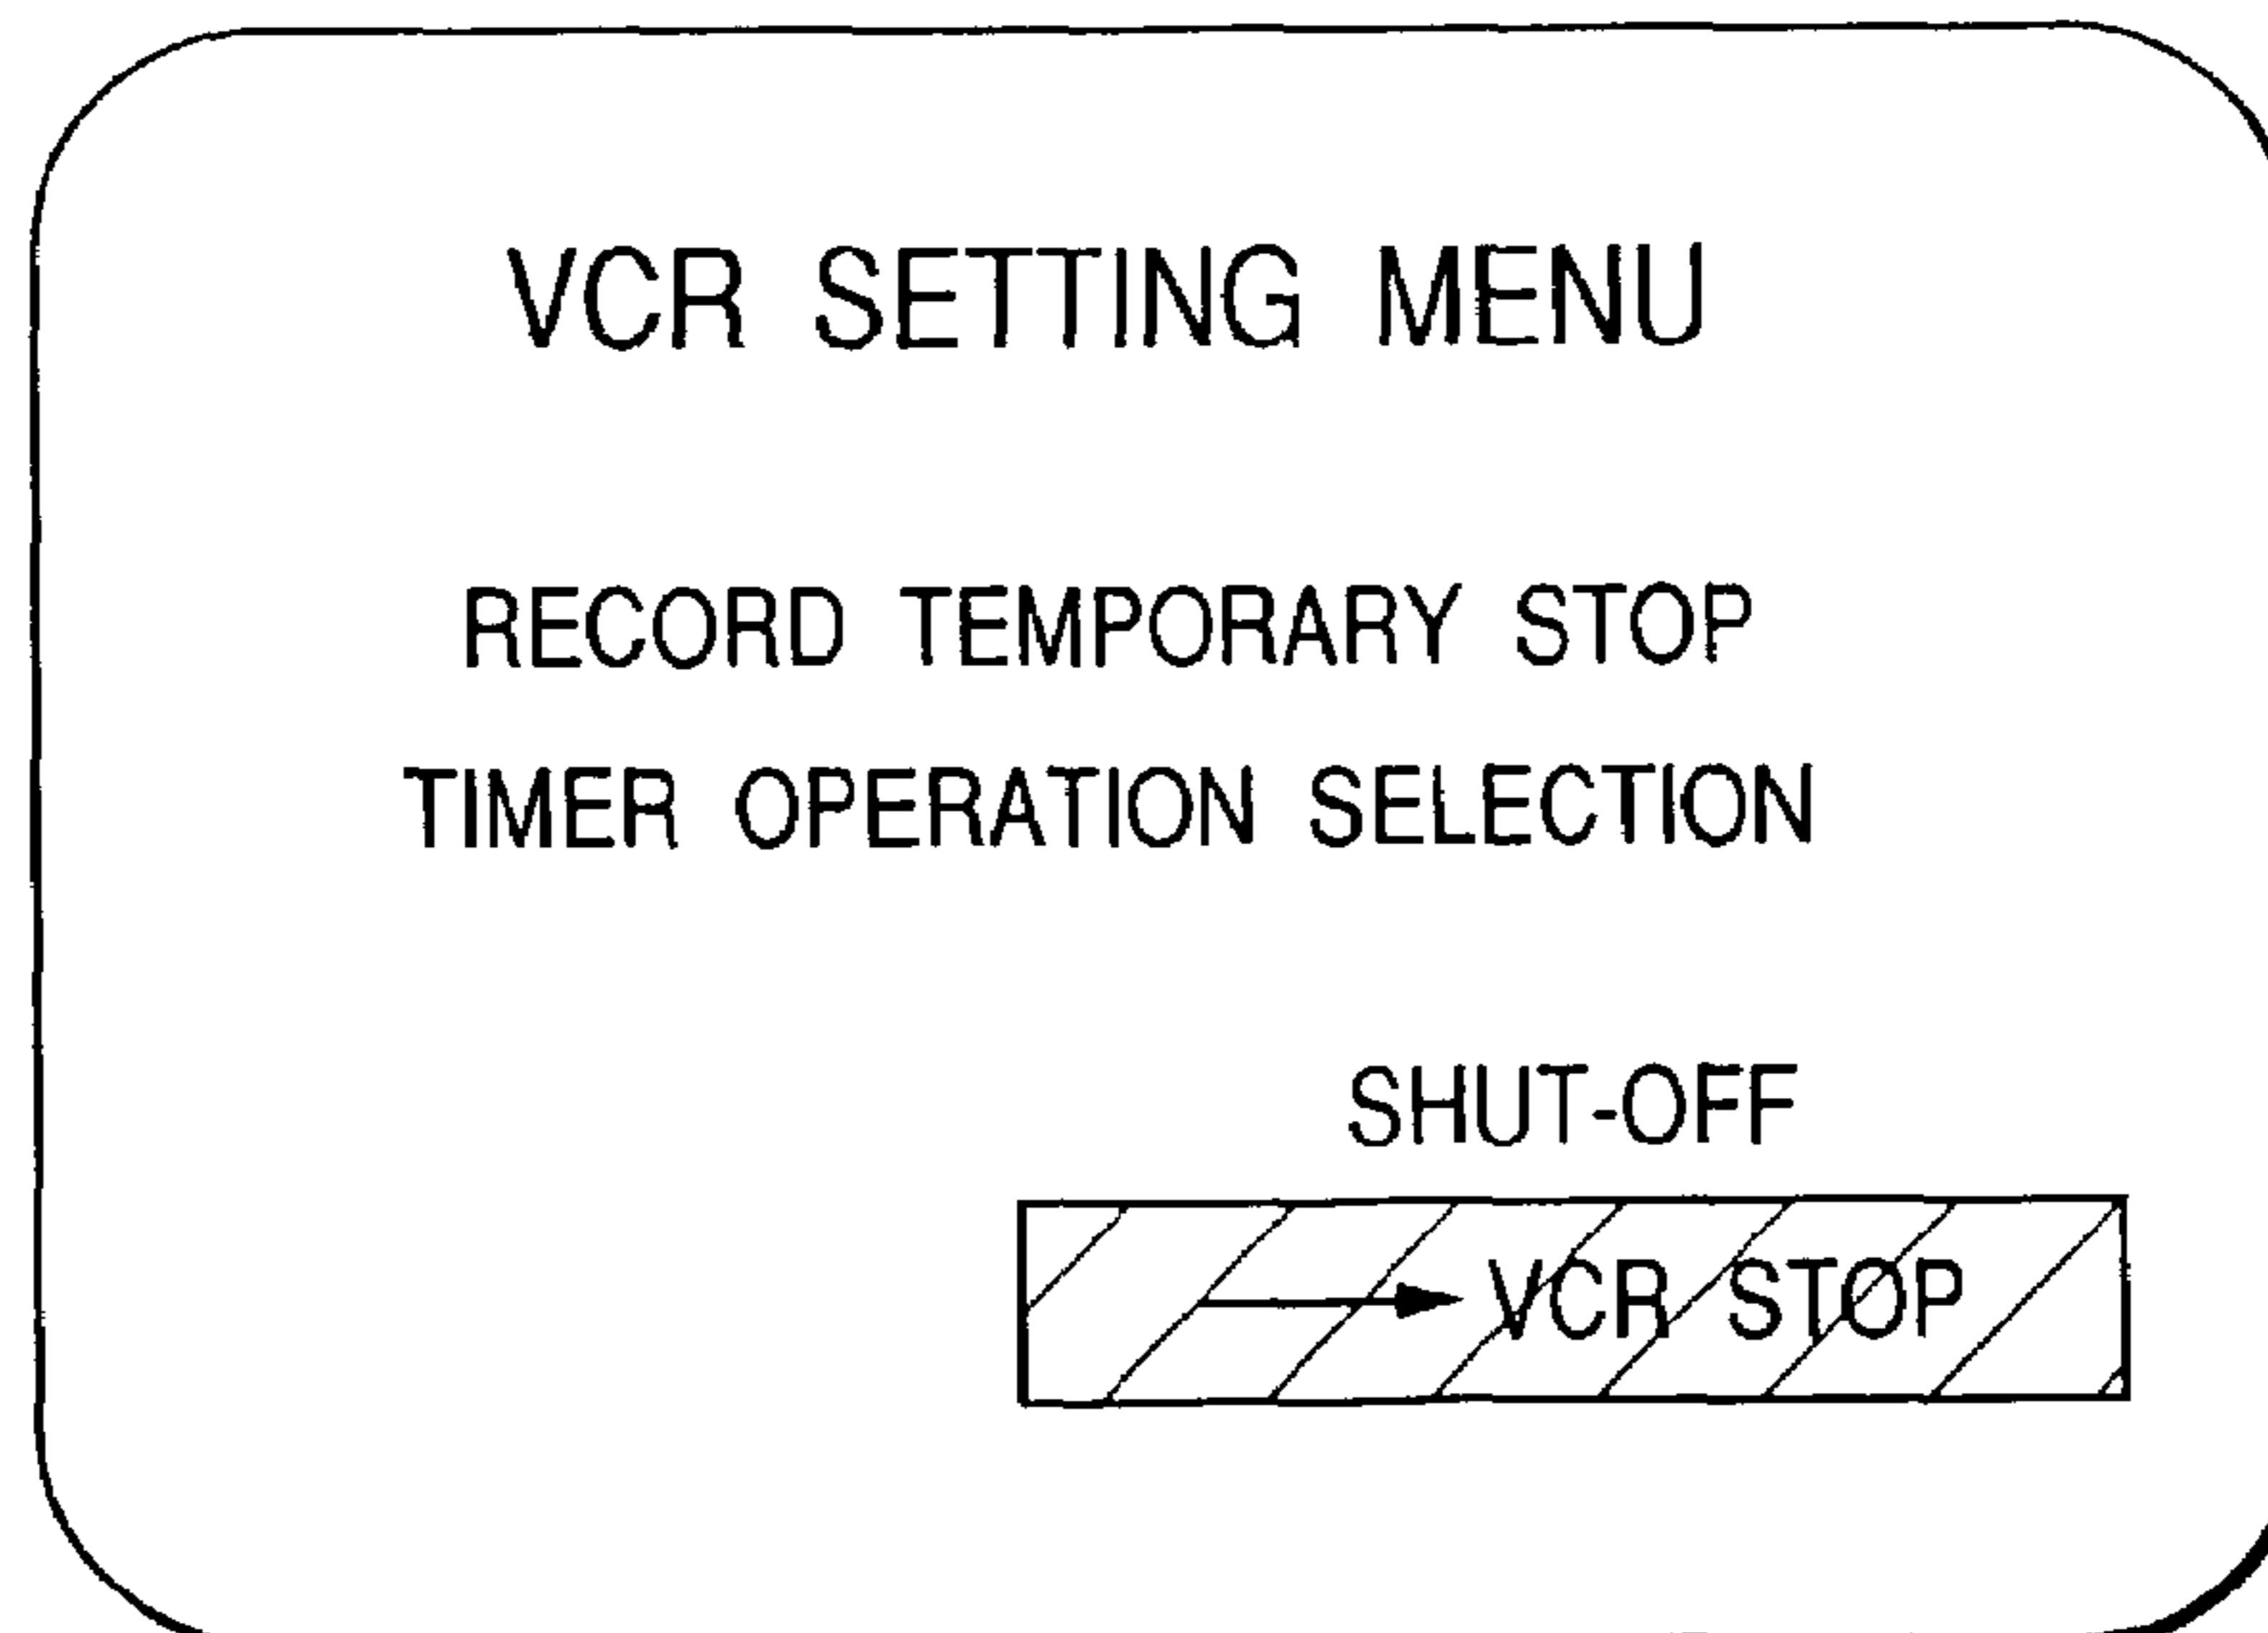 VCR SETTING MENU
RECORD TEMPORARY STOP
TIMER OPERATION SELECTION
SHUT-OFF
VCR STOP